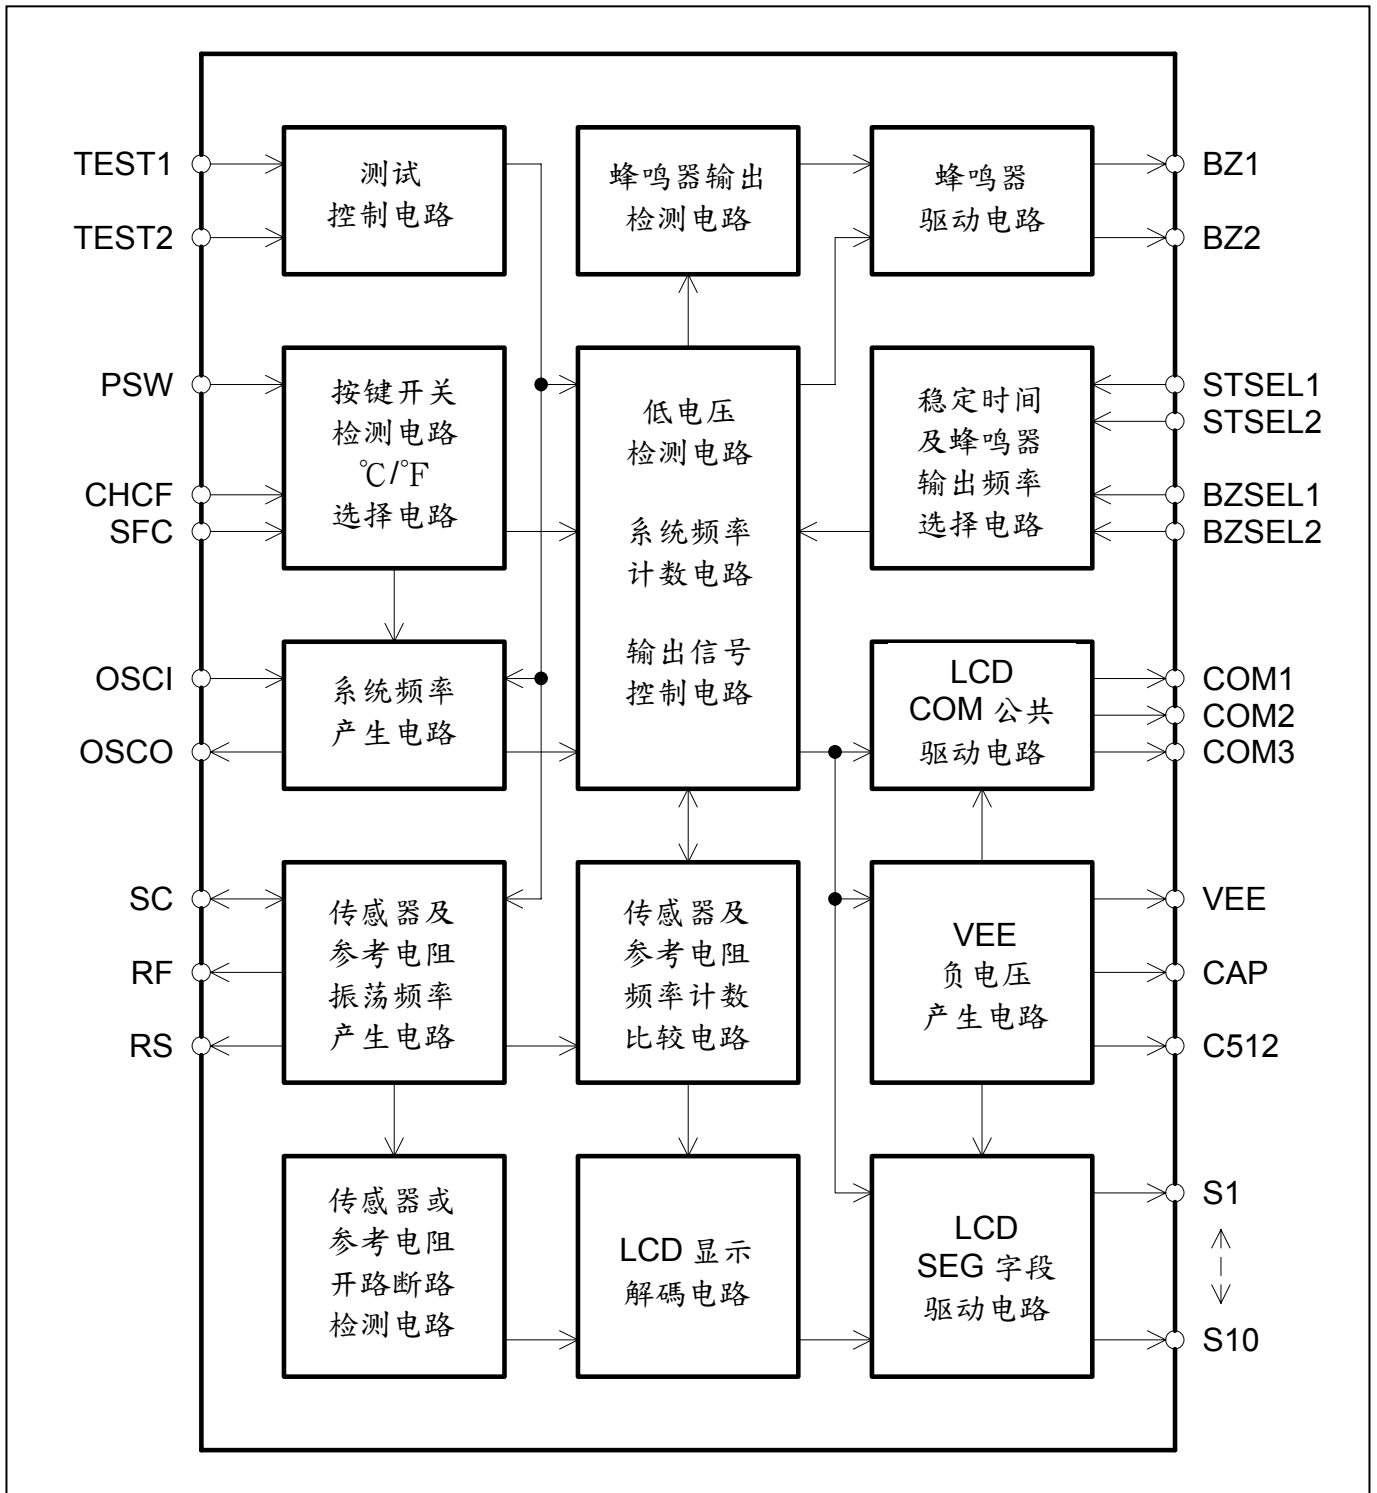 TEST1
TEST2
PSW
CHCF
SFC
OSCI
OSCO
SC
RF
RS
测试
控制电路
蜂鸣器输出
检测电路
蜂鸣器
驱动电路
按键开关
检测电路
℃/℉
选择电路
低电压
检测电路
系统频率
计数电路
输出信号
控制电路
稳定时间
及蜂鸣器
输出频率
选择电路
系统频率
产生电路
LCD
COM 公共
驱动电路
传感器及
参考电阻
振荡频率
产生电路
传感器及
参考电阻
频率计数
比较电路
VEE
负电压
产生电路
传感器或
参考电阻
开路断路
检测电路
LCD 显示
解碼电路
LCD
SEG 字段
驱动电路
BZ1
BZ2
STSEL1
STSEL2
BZSEL1
BZSEL2
COM1
COM2
COM3
VEE
CAP
C512
S1
S10